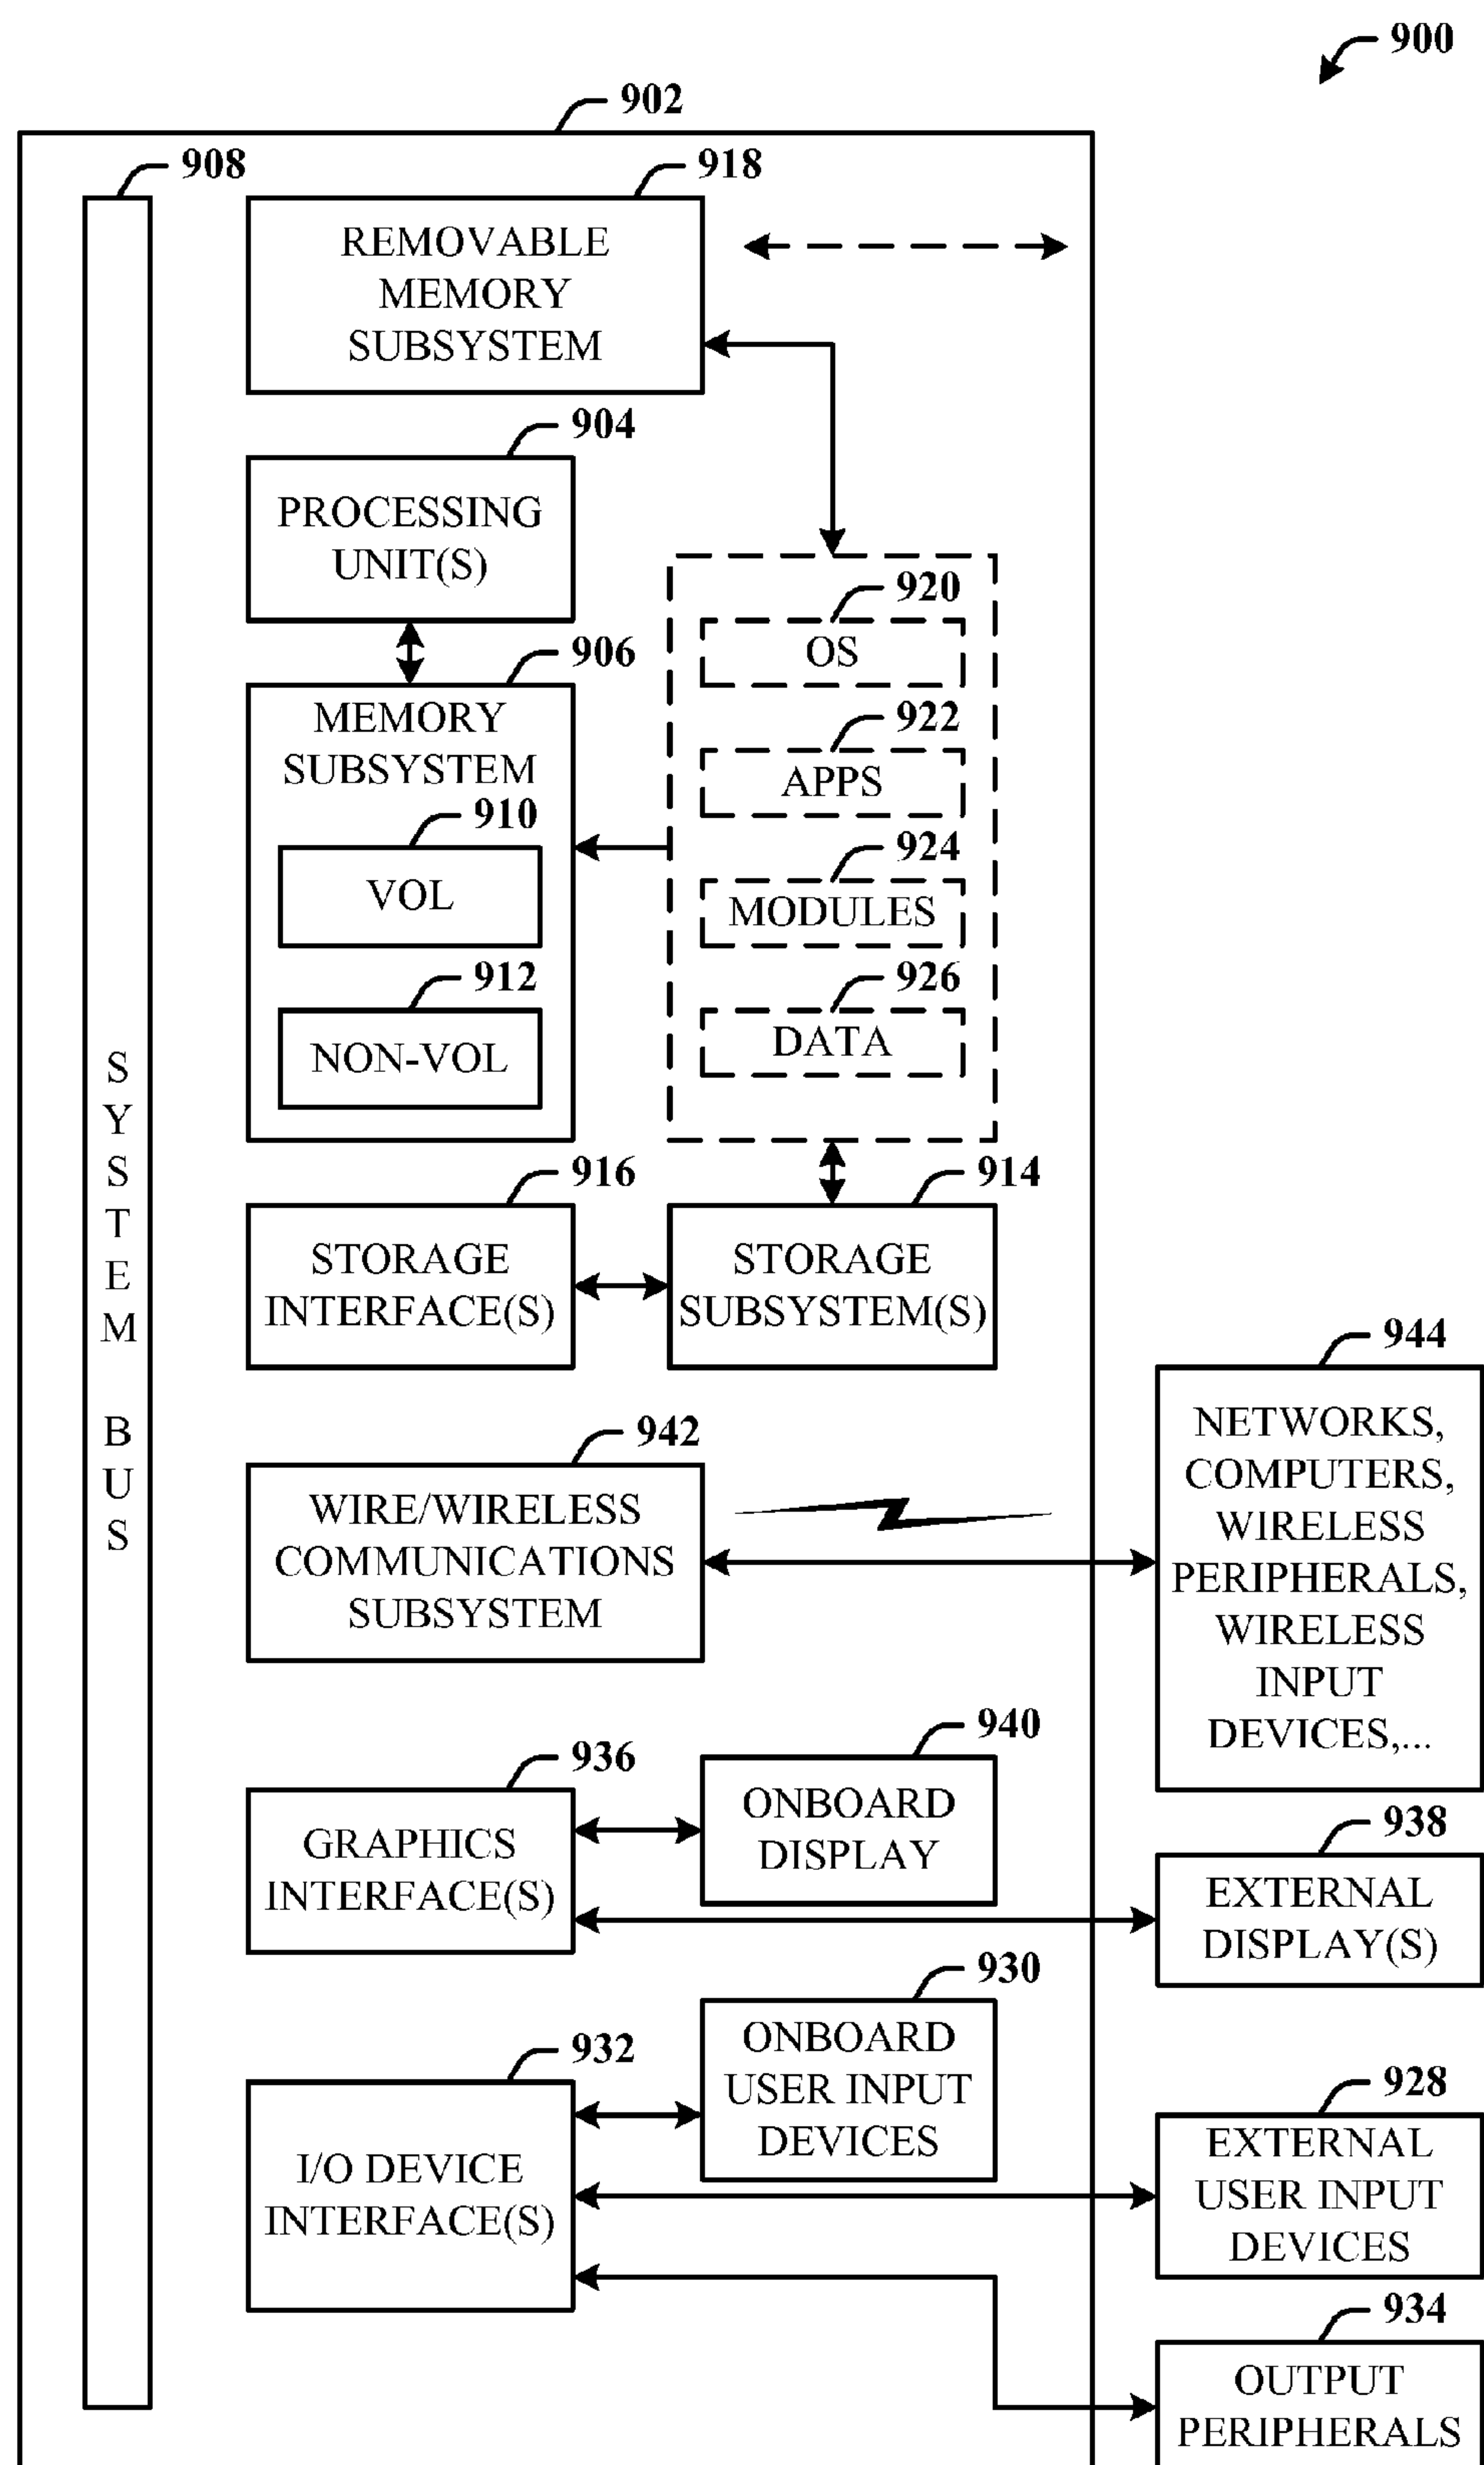 900
902
908
918
REMOVABLE
MEMORY
SUBSYSTEM
904
PROCESSING
UNIT(S)
906
MEMORY
SUBSYSTEM
910
VOL
912
NON-VOL
920
OS
922
APPS
924
MODULES
926
DATA
S
Y
S
T
E
M
B
U
S
916
STORAGE
INTERFACE(S)
914
STORAGE
SUBSYSTEM(S)
942
WIRE/WIRELESS
COMMUNICATIONS
SUBSYSTEM
944
NETWORKS,
COMPUTERS,
WIRELESS
PERIPHERALS,
WIRELESS
INPUT
DEVICES,...
936
GRAPHICS
INTERFACE(S)
940
ONBOARD
DISPLAY
938
EXTERNAL
DISPLAY(S)
932
I/O DEVICE
INTERFACE(S)
930
ONBOARD
USER INPUT
DEVICES
928
EXTERNAL
USER INPUT
DEVICES
934
OUTPUT
PERIPHERALS